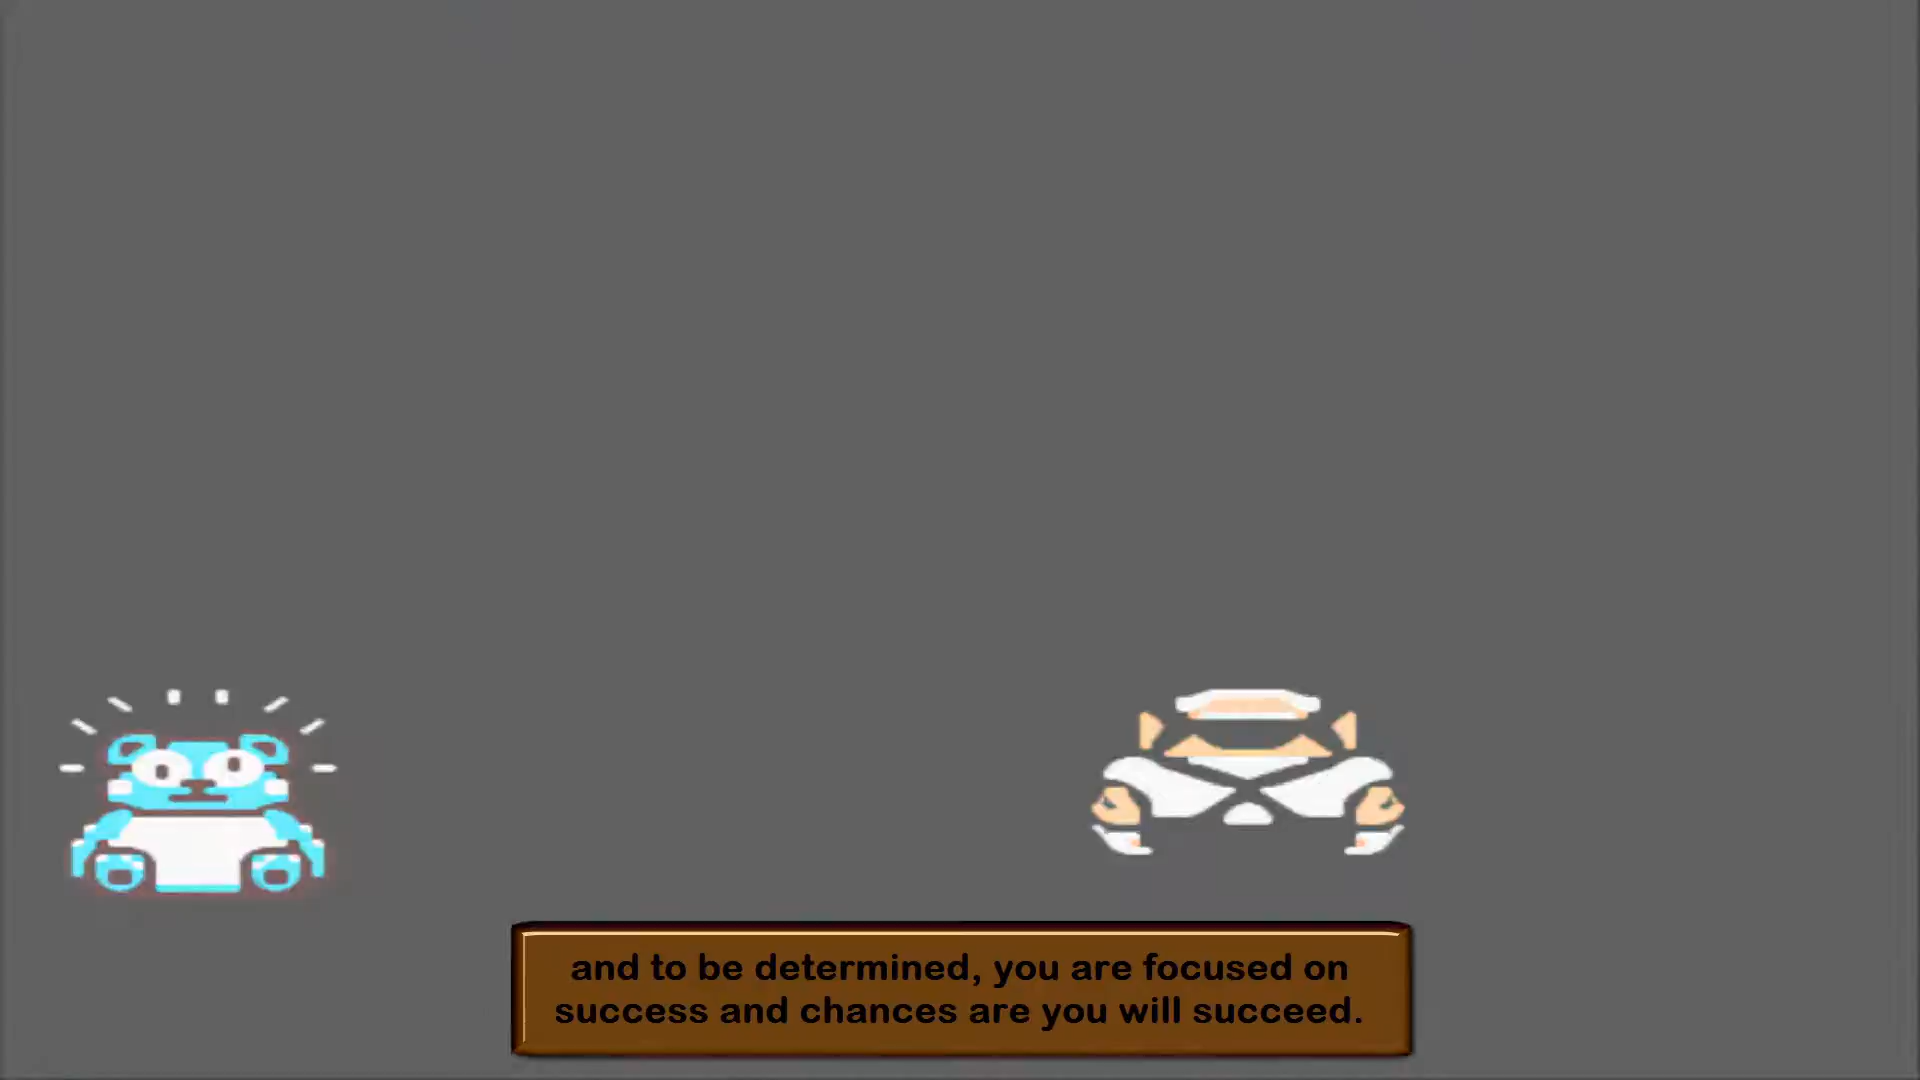 and to be determined, you are focused on
success and chances are you will succeed.